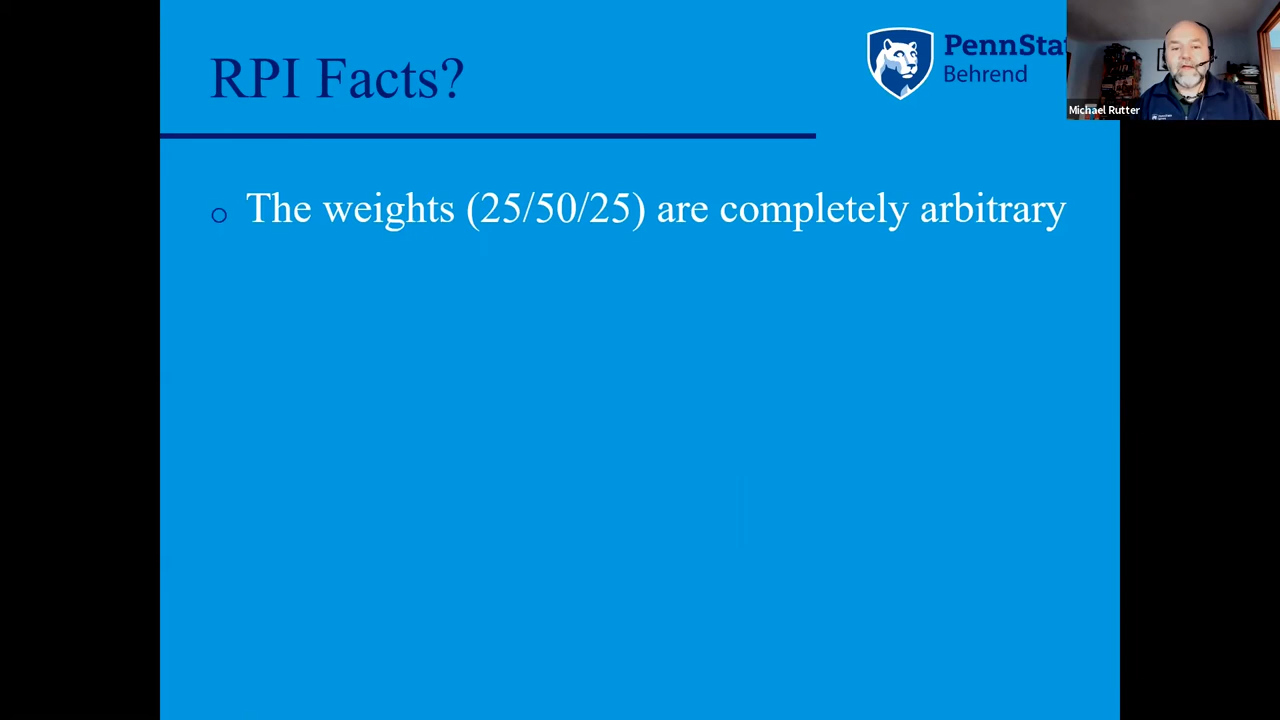 RPI Facts?
PennSta
Behrend
Michael Rutter
The weights (25/50/25) are completely arbitrary